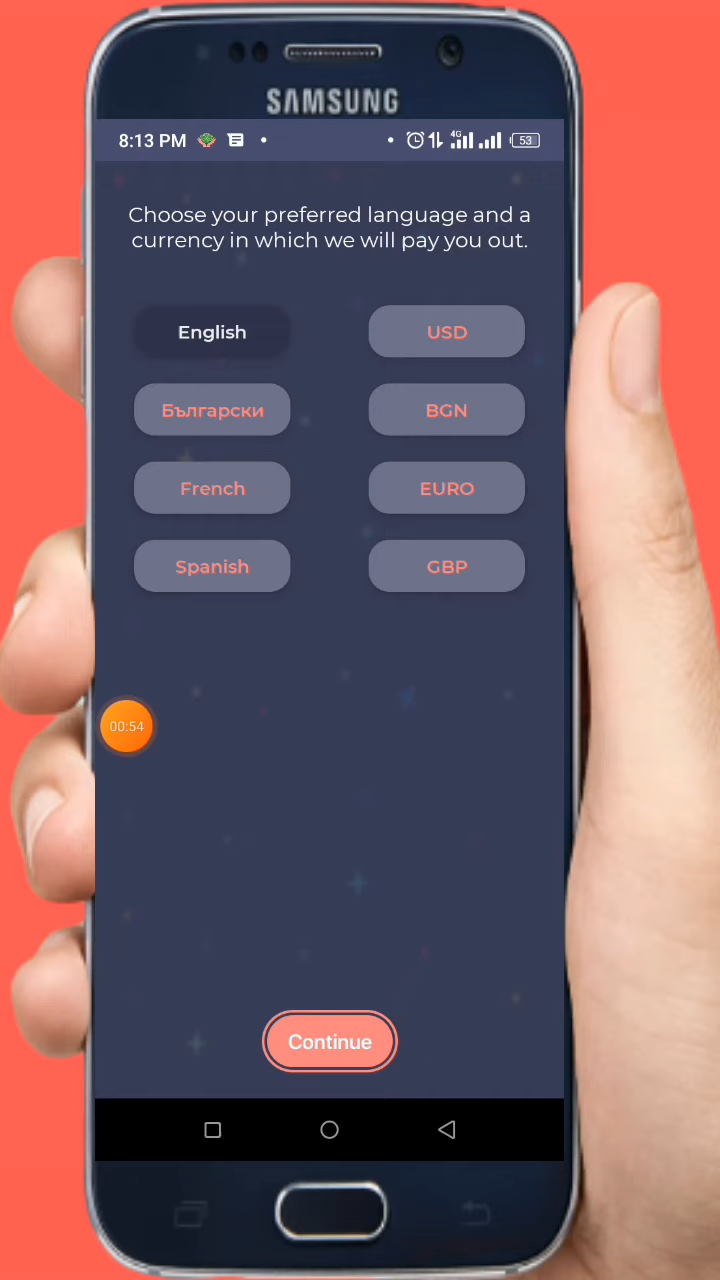 SAMSUNG
8:13 PM
4G
53
Choose your preferred language and a
currency in which we will pay you out.
English
USD
Български
BGN
French
EURO
Spanish
GBP
00:54
Continue